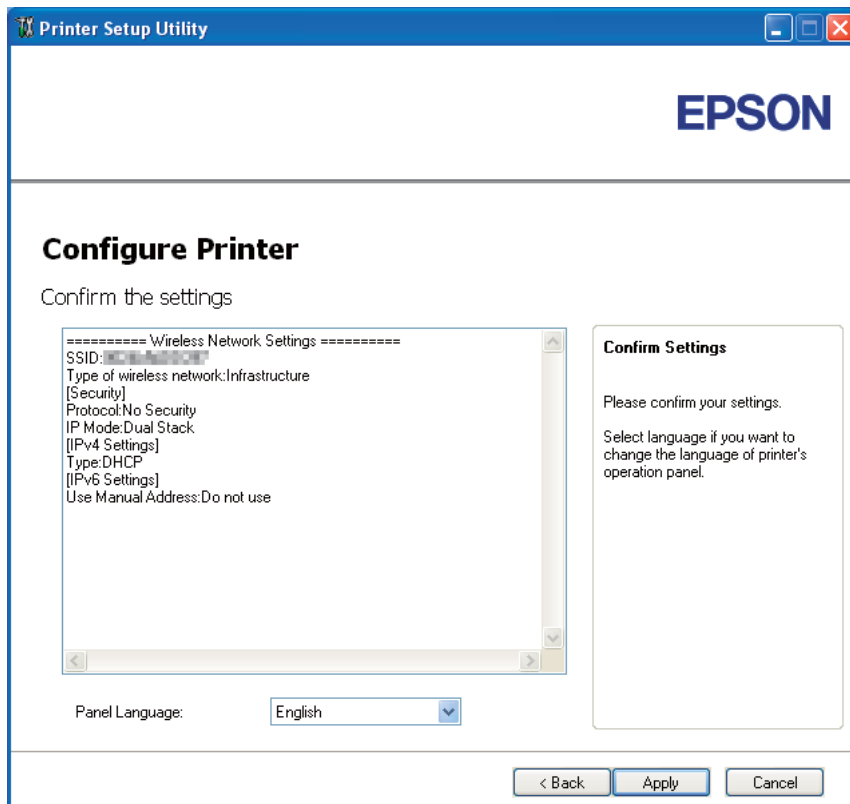 Printer Setup Utility
EPSON
Configure Printer
Confirm the settings
========== Wireless Network Settings ==========
SSID:
Type of wireless network:Infrastructure
[Security]
Protocol:No Security
IP Mode:Dual Stack
[IPv4 Settings]
Type:DHCP
[IPv6 Settings]
Use Manual Address:Do not use
Confirm Settings
Please confirm your settings.
Select language if you want to
change the language of printer's
operation panel.
Panel Language:
English
< Back
Apply
Cancel